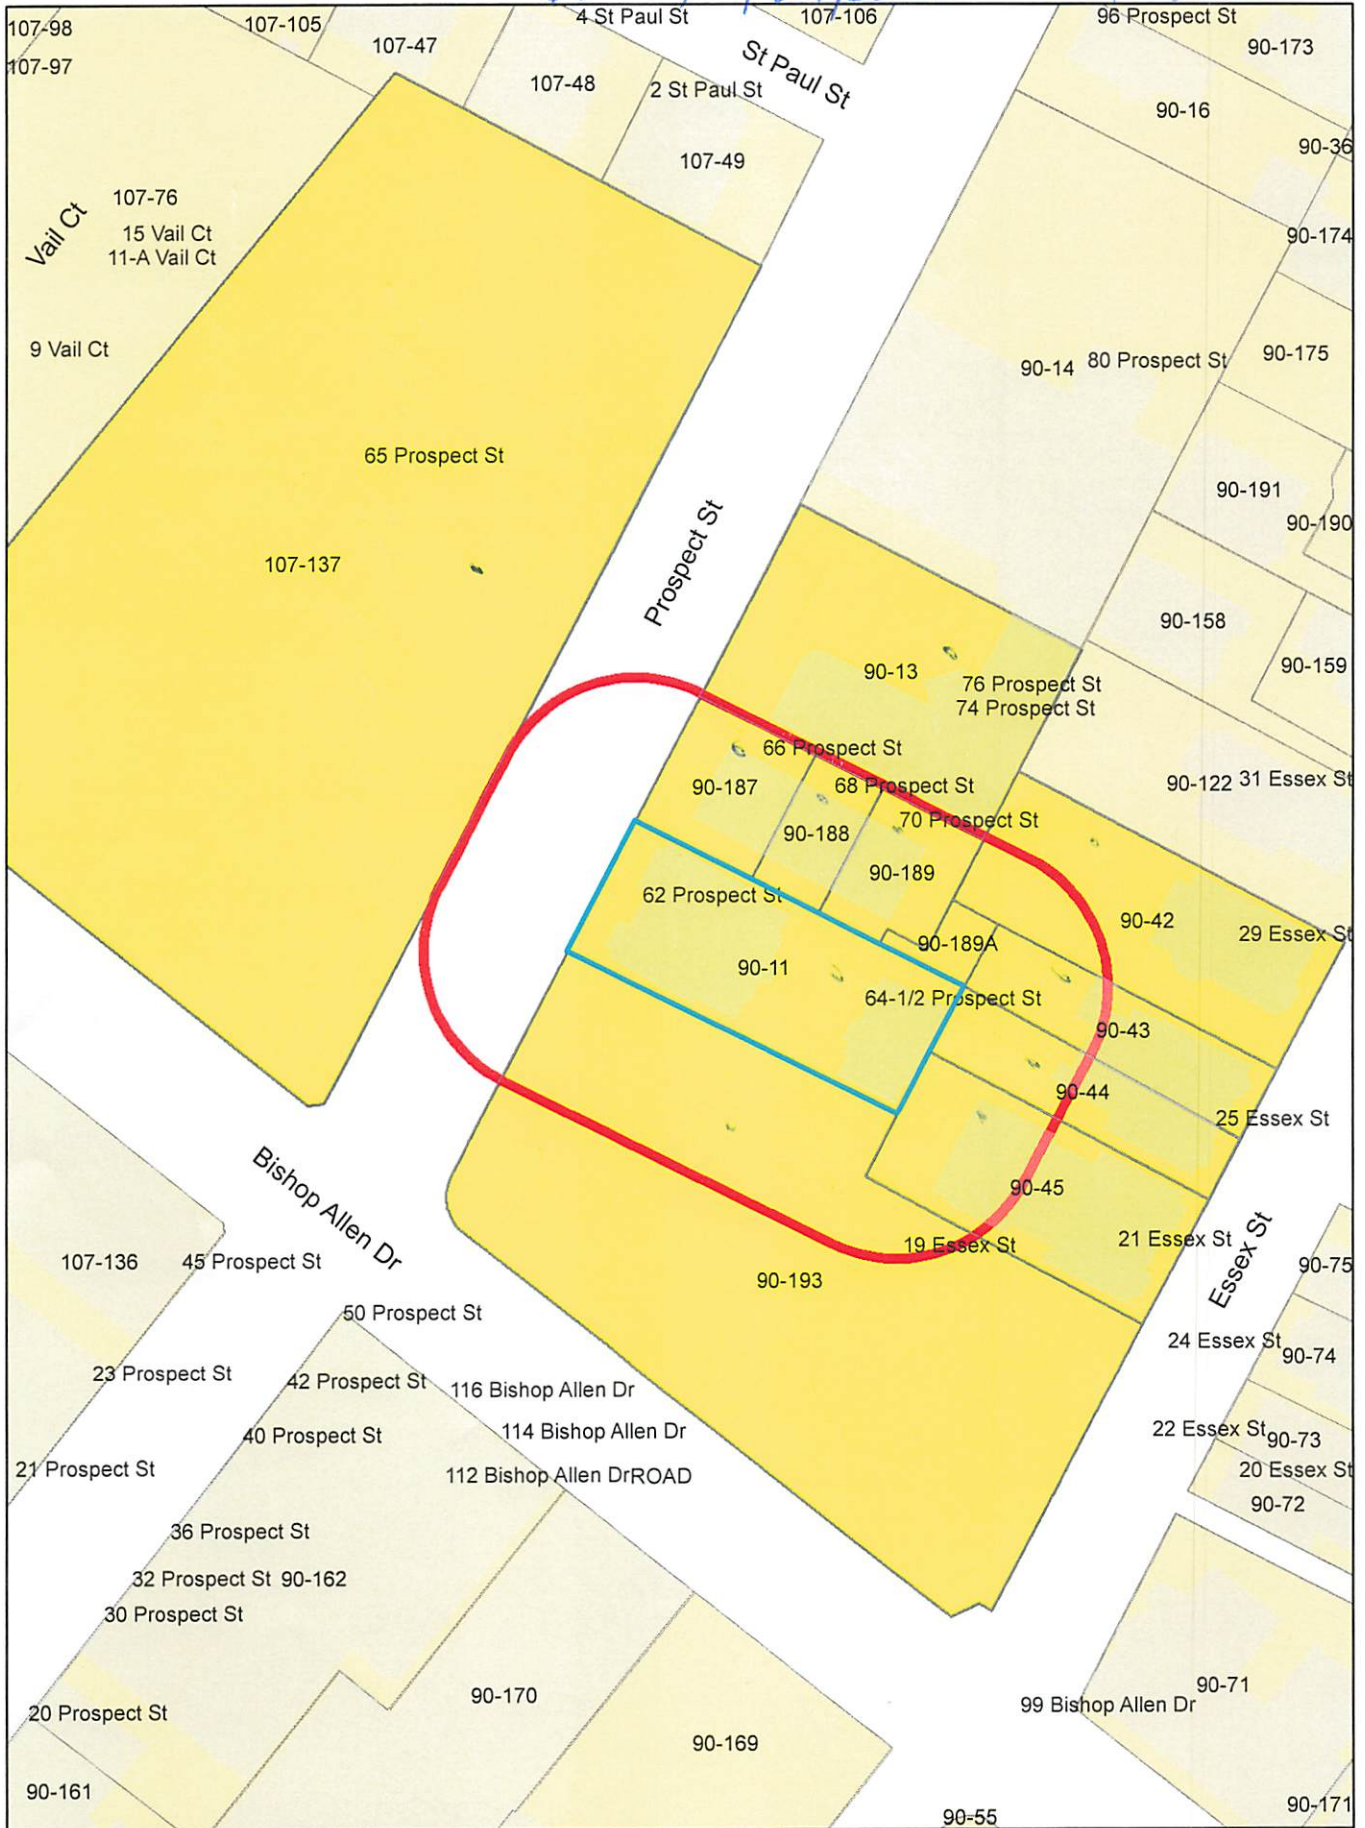 4 St Paul St
107-106
96 Prospect St
107-98
107-105
107-47
90-173
St Paul St
107-97
107-48
2 St Paul St
90-16
90-36
107-49
107-76
Vail Ct
15 Vail Ct
11-A Vail Ct
90-174
9 Vail Ct
90-14
80 Prospect St
90-175
65 Prospect St
90-191
90-190
107-137
Prospect St
90-158
90-159
90-13
76 Prospect St
74 Prospect St
66 Prospect St
90-187
68 Prospect St
90-122
31 Essex St
70 Prospect St
90-188
90-189
62 Prospect St
90-42
29 Essex St
90-189A
90-11
64-1/2 Prospect St
90-43
90-44
25 Essex St
90-45
Bishop Allen Dr
19 Essex St
21 Essex St
Essex St
107-136
45 Prospect St
90-193
90-75
50 Prospect St
24 Essex St
90-74
23 Prospect St
42 Prospect St
116 Bishop Allen Dr
40 Prospect St
114 Bishop Allen Dr
22 Essex St
90-73
21 Prospect St
112 Bishop Allen Dr
ROAD
20 Essex St
90-72
36 Prospect St
32 Prospect St
90-162
30 Prospect St
90-71
90-170
99 Bishop Allen Dr
20 Prospect St
90-169
90-161
90-55
90-171